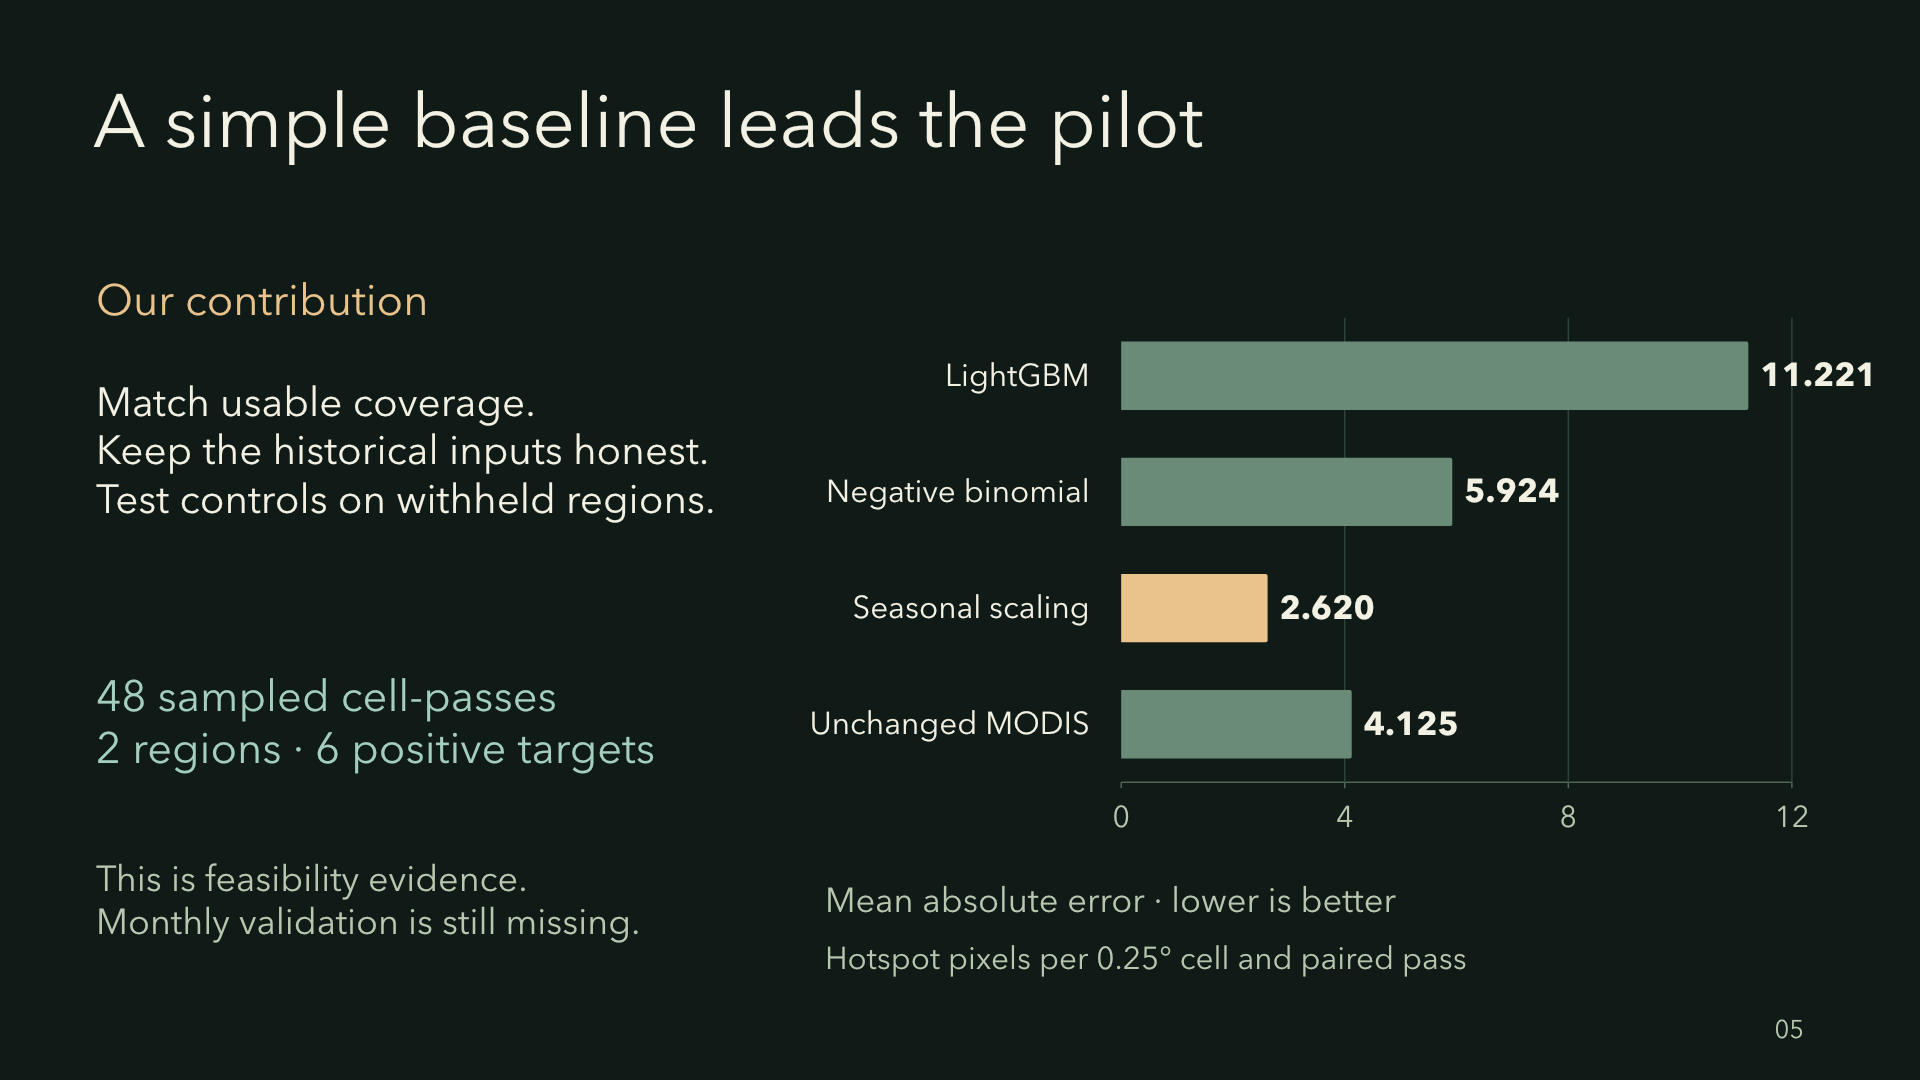 A simple baseline leads the pilot
Our contribution
Match usable coverage.
Keep the historical inputs honest.
Test controls on withheld regions.
48 sampled cell-passes
2 regions · 6 positive targets
This is feasibility evidence.
Monthly validation is still missing.
LightGBM 11.221
Negative binomial 5.924
Seasonal scaling 2.620
Unchanged MODIS 4.125
0 4 8 12
Mean absolute error · lower is better
Hotspot pixels per 0.25° cell and paired pass
05